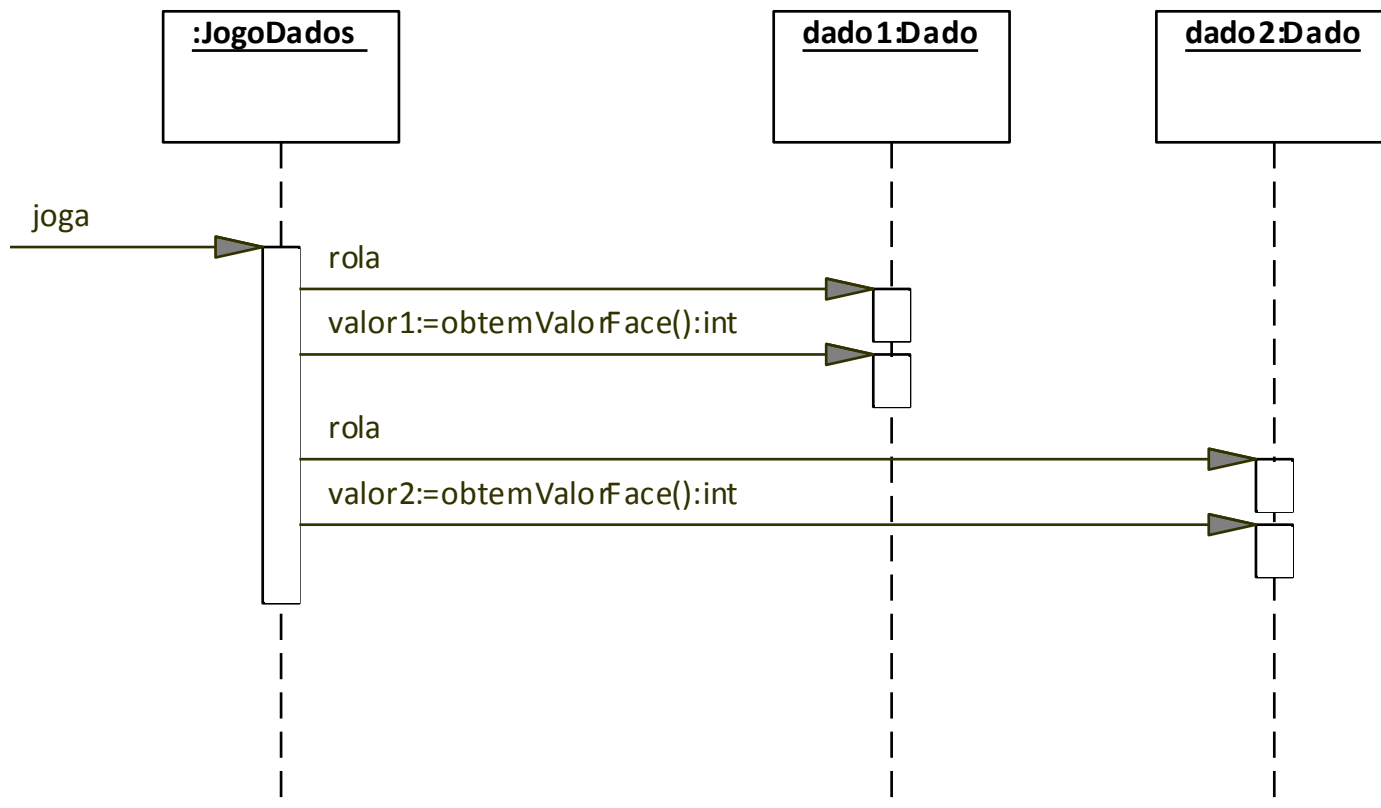 :JogoDados
dado1:Dado
dado2:Dado
joga
rola
valor1:=obtemValorFace():int
rola
valor2:=obtemValorFace():int